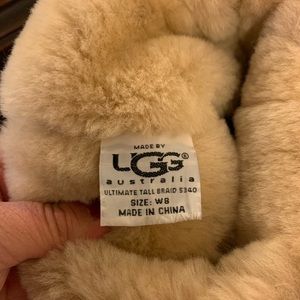 MADE BY
UGG®
australia
ULTIMATE TALL BRAID 5340
SIZE: W8
MADE IN CHINA